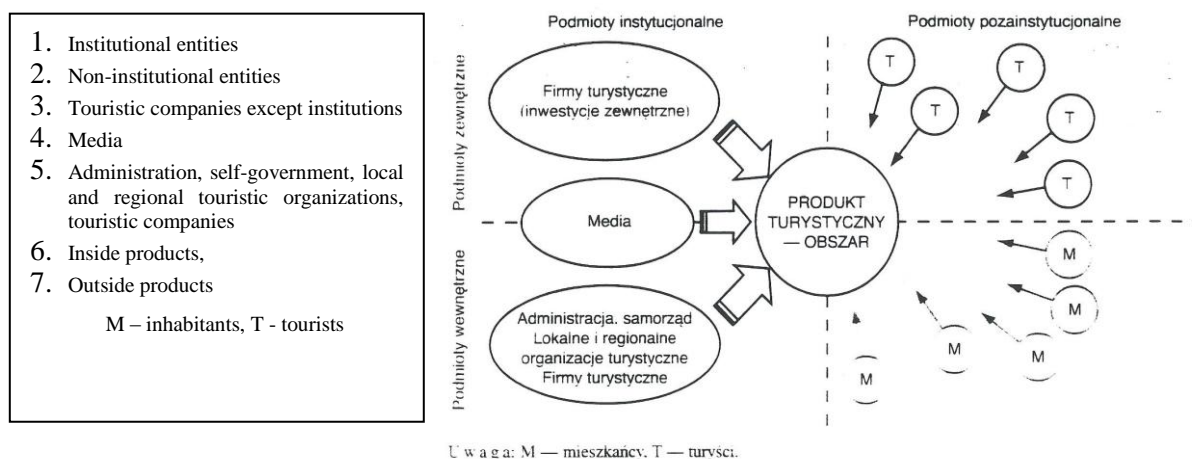 1. Institutional entities
2. Non-institutional entities
3. Touristic companies except institutions
4. Media
5. Administration, self-government, local
and regional touristic organizations,
touristic companies
6. Inside products,
7. Outside products
M – inhabitants, T - tourists
Podmioty instytucjonalne
Podmioty pozainstytucjonalne
Podmioty zewnętrzne
Podmioty wewnętrzne
Firmy turystyczne
(inwestycje zewnętrzne)
Media
Administracja, samorząd
Lokalne i regionalne
organizacje turystyczne
Firmy turystyczne
PRODUKT
TURYSTYCZNY
— OBSZAR
T
T
T
T
T
M
M
M
M
M
Uwaga: M — mieszkańcy, T — turyści.